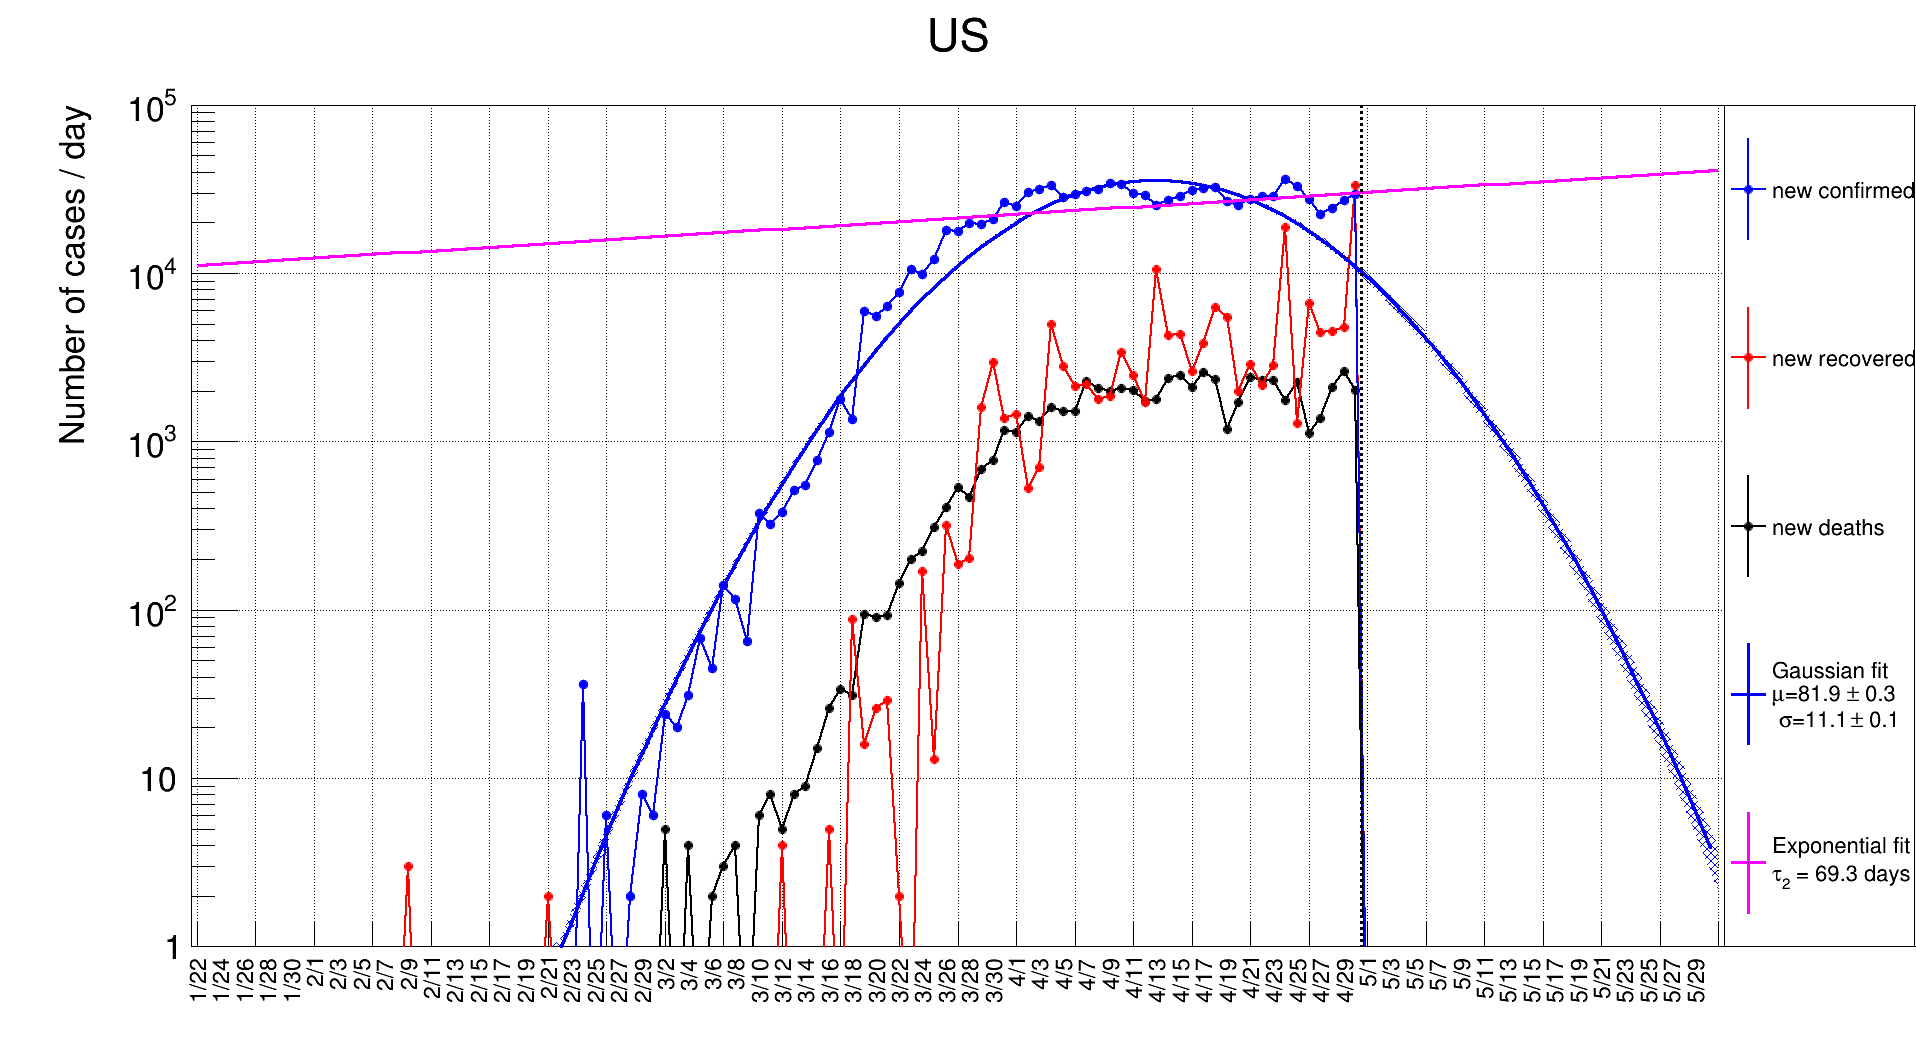 US
Number of cases / day
10^5
10^4
10^3
10^2
10
1
1/22 1/24 1/26 1/28 1/30 2/1 2/3 2/5 2/7 2/9 2/11 2/13 2/15 2/17 2/19 2/21 2/23 2/25 2/27 2/29 3/2 3/4 3/6 3/8 3/10 3/12 3/14 3/16 3/18 3/20 3/22 3/24 3/26 3/28 3/30 4/1 4/3 4/5 4/7 4/9 4/11 4/13 4/15 4/17 4/19 4/21 4/23 4/25 4/27 4/29 5/1 5/3 5/5 5/7 5/9 5/11 5/13 5/15 5/17 5/19 5/21 5/23 5/25 5/27 5/29
new confirmed
new recovered
new deaths
Gaussian fit
μ=81.9 ± 0.3
σ=11.1 ± 0.1
Exponential fit
τ₂ = 69.3 days